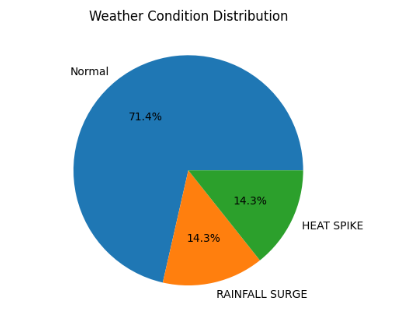 Weather Condition Distribution
Normal
71.4%
14.3%
HEAT SPIKE
14.3%
RAINFALL SURGE